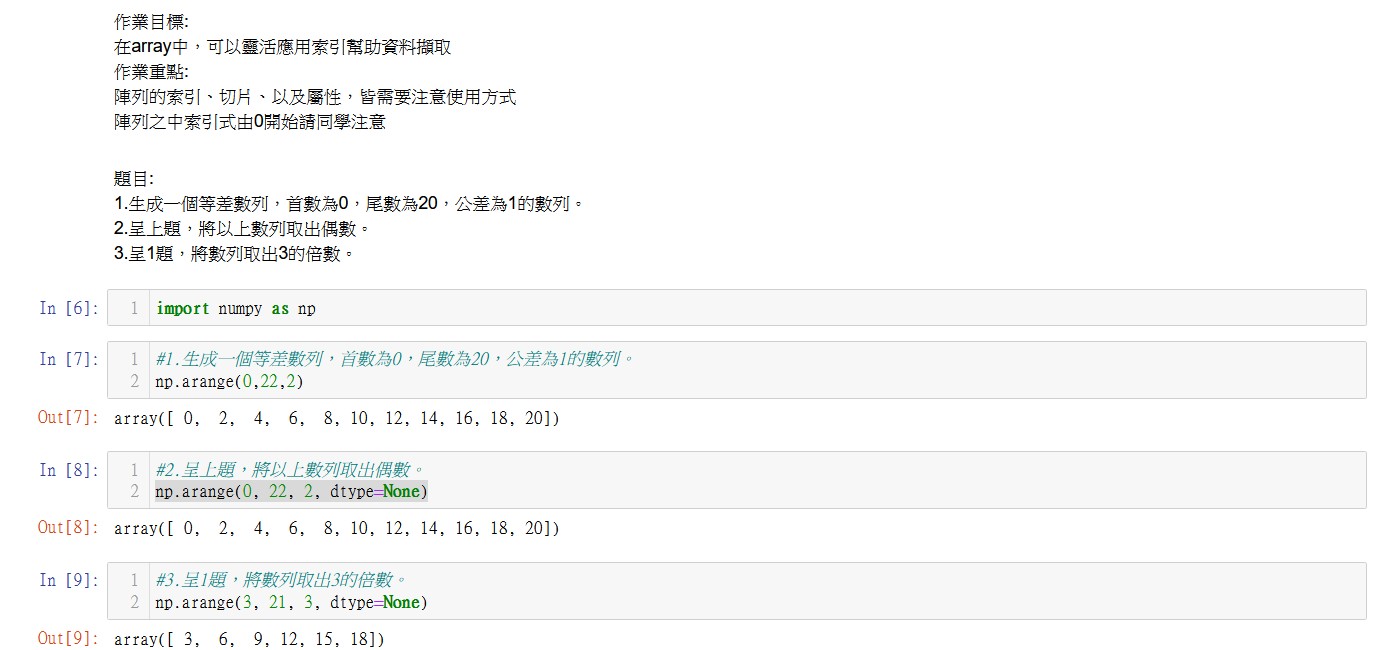 作業目標:
在array中，可以靈活應用索引幫助資料擷取
作業重點:
陣列的索引、切片、以及屬性，皆需要注意使用方式
陣列之中索引式由0開始請同學注意
題目:
1.生成一個等差數列，首數為0，尾數為20，公差為1的數列。
2.呈上題，將以上數列取出偶數。
3.呈1題，將數列取出3的倍數。
In [6]: 1 import numpy as np
In [7]: 1 #1.生成一個等差數列，首數為0，尾數為20，公差為1的數列。
2 np.arange(0,22,2)
Out[7]: array([ 0,  2,  4,  6,  8, 10, 12, 14, 16, 18, 20])
In [8]: 1 #2.呈上題，將以上數列取出偶數。
2 np.arange(0, 22, 2, dtype=None)
Out[8]: array([ 0,  2,  4,  6,  8, 10, 12, 14, 16, 18, 20])
In [9]: 1 #3.呈1題，將數列取出3的倍數。
2 np.arange(3, 21, 3, dtype=None)
Out[9]: array([ 3,  6,  9, 12, 15, 18])